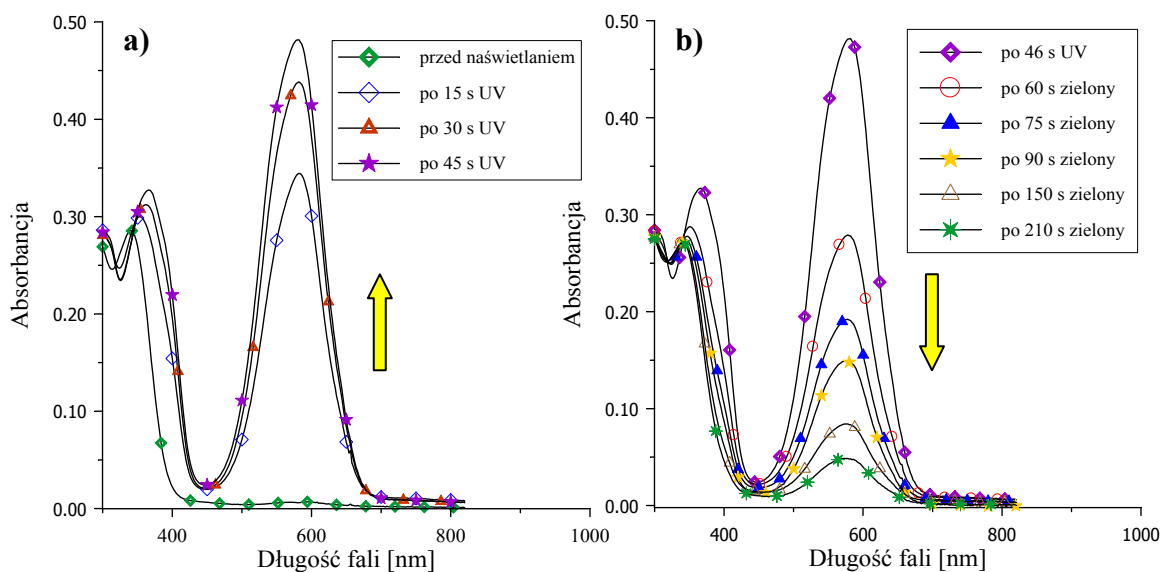 a)
0.50
0.40
0.30
0.20
0.10
0.00
Absorbancja
400
600
800
1000
Długość fali [nm]
przed naświetlaniem
po 15 s UV
po 30 s UV
po 45 s UV
b)
0.50
0.40
0.30
0.20
0.10
0.00
Absorbancja
400
600
800
1000
Długość fali [nm]
po 46 s UV
po 60 s zielony
po 75 s zielony
po 90 s zielony
po 150 s zielony
po 210 s zielony